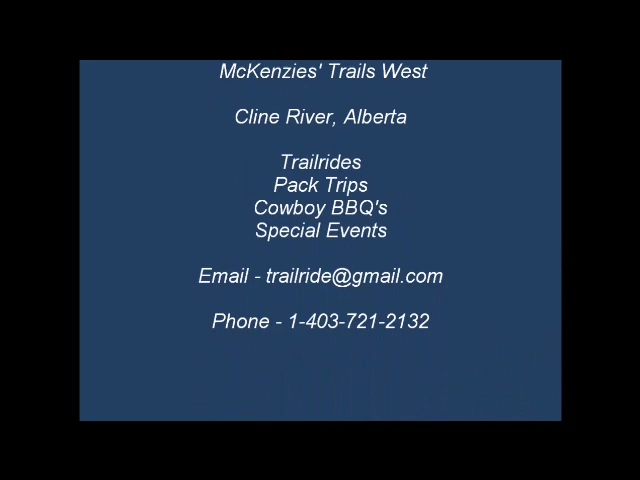 McKenzies' Trails West
Cline River, Alberta
Trailrides
Pack Trips
Cowboy BBQ's
Special Events
Email - trailride@gmail.com
Phone - 1-403-721-2132